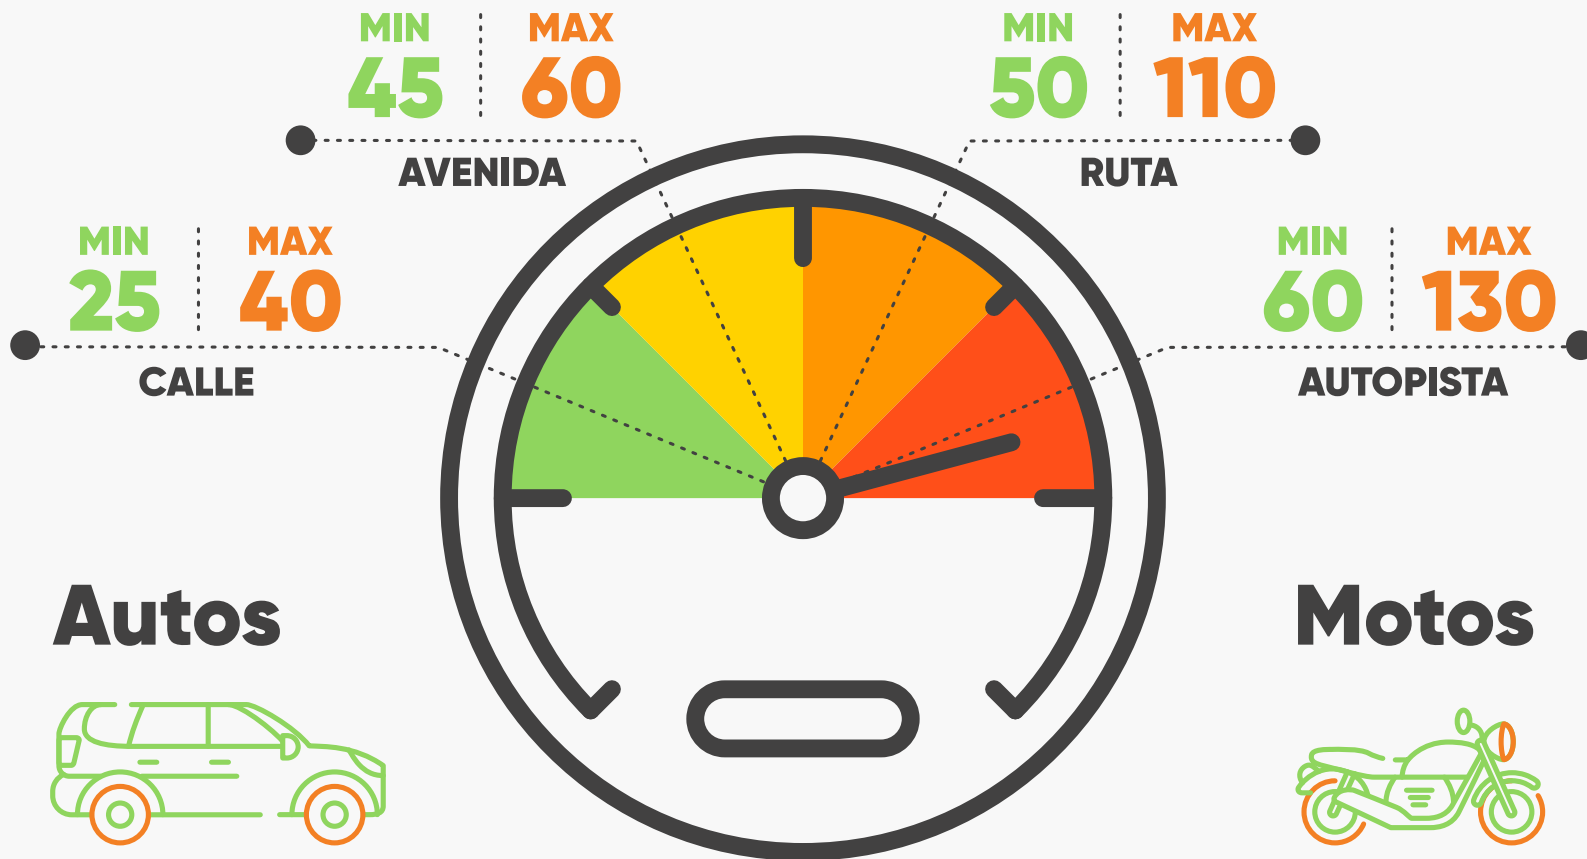 MIN MAX
45 60
AVENIDA
MIN MAX
50 110
RUTA
MIN MAX
25 40
CALLE
MIN MAX
60 130
AUTOPISTA
Autos
Motos